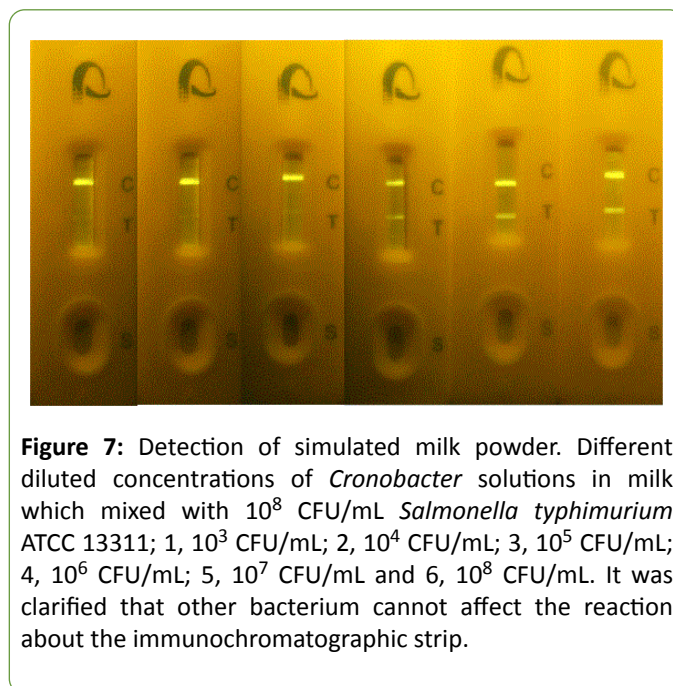 C
T
S
C
T
S
C
T
S
C
T
S
C
T
S
C
T
S
Figure 7: Detection of simulated milk powder. Different
diluted concentrations of Cronobacter solutions in milk
which mixed with 10⁸ CFU/mL Salmonella typhimurium
ATCC 13311; 1, 10³ CFU/mL; 2, 10⁴ CFU/mL; 3, 10⁵ CFU/mL;
4, 10⁶ CFU/mL; 5, 10⁷ CFU/mL and 6, 10⁸ CFU/mL. It was
clarified that other bacterium cannot affect the reaction
about the immunochromatographic strip.